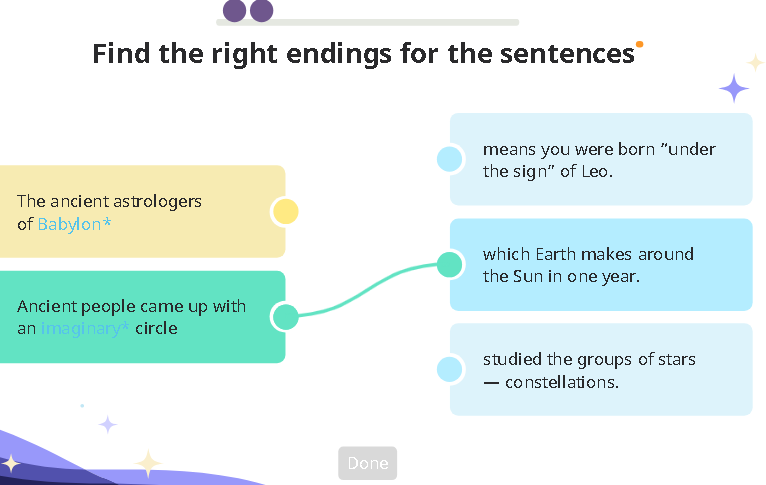 Find the right endings for the sentences
The ancient astrologers
of Babylon*
Ancient people came up with
an imaginary* circle
means you were born “under
the sign” of Leo.
which Earth makes around
the Sun in one year.
studied the groups of stars
— constellations.
Done